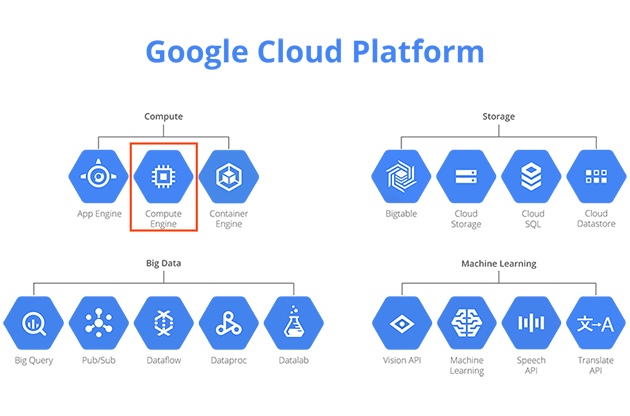 Google Cloud Platform
Compute
App Engine
Compute
Engine
Container
Engine
Storage
Bigtable
Cloud
Storage
Cloud
SQL
Cloud
Datastore
Big Data
Big Query
Pub/Sub
Dataflow
Dataproc
Datalab
Machine Learning
Vision API
Machine
Learning
Speech
API
文→A
Translate
API